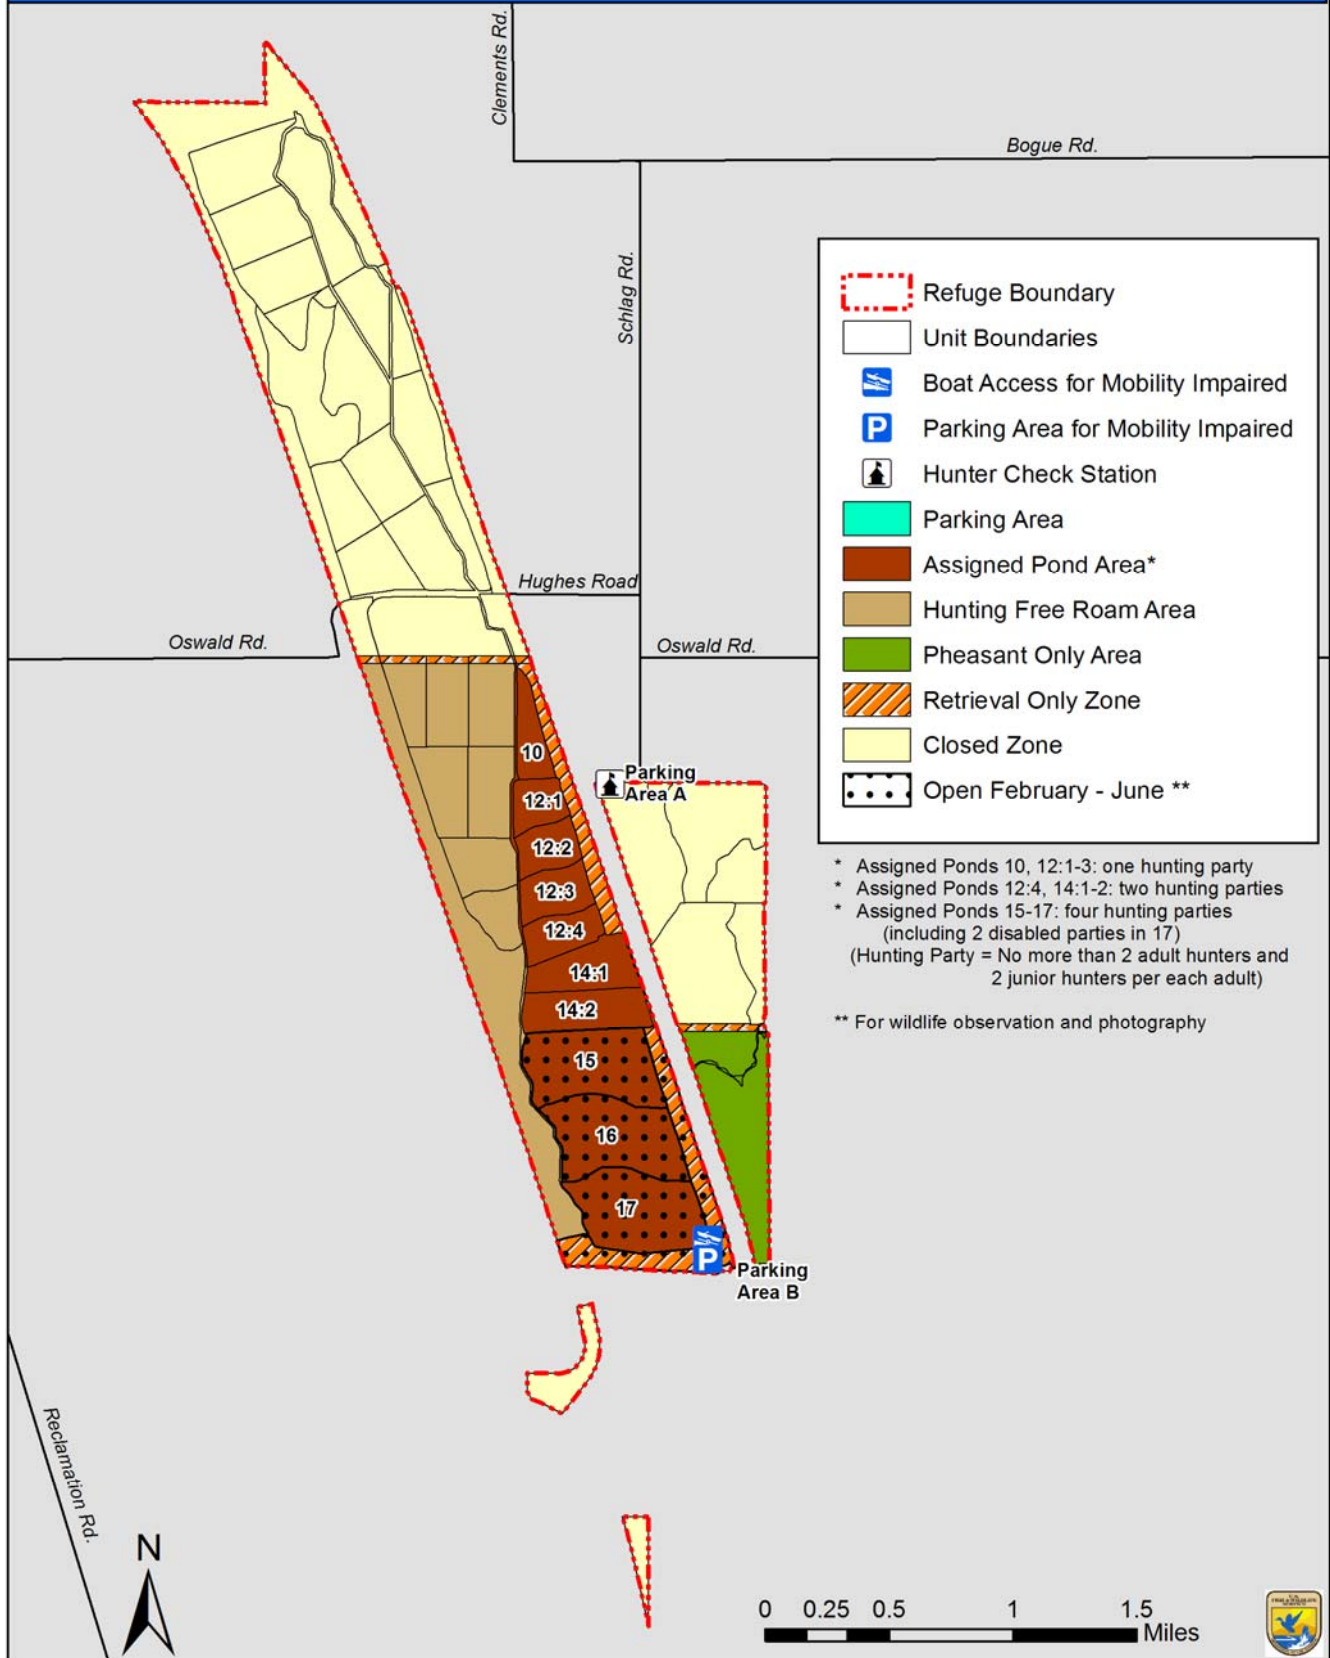 Clements Rd.
Bogue Rd.
Schlag Rd.
Refuge Boundary
Unit Boundaries
Boat Access for Mobility Impaired
P Parking Area for Mobility Impaired
Hunter Check Station
Parking Area
Assigned Pond Area*
Hunting Free Roam Area
Pheasant Only Area
Retrieval Only Zone
Closed Zone
Open February - June **
Hughes Road
Oswald Rd.
Oswald Rd.
10
12:1
12:2
12:3
12:4
14:1
14:2
15
16
17
Parking
Area A
* Assigned Ponds 10, 12:1-3: one hunting party
* Assigned Ponds 12:4, 14:1-2: two hunting parties
* Assigned Ponds 15-17: four hunting parties
(including 2 disabled parties in 17)
(Hunting Party = No more than 2 adult hunters and
2 junior hunters per each adult)
** For wildlife observation and photography
P
Parking
Area B
Reclamation Rd.
N
0 0.25 0.5 1 1.5
Miles
U.S.
FISH & WILDLIFE
SERVICE